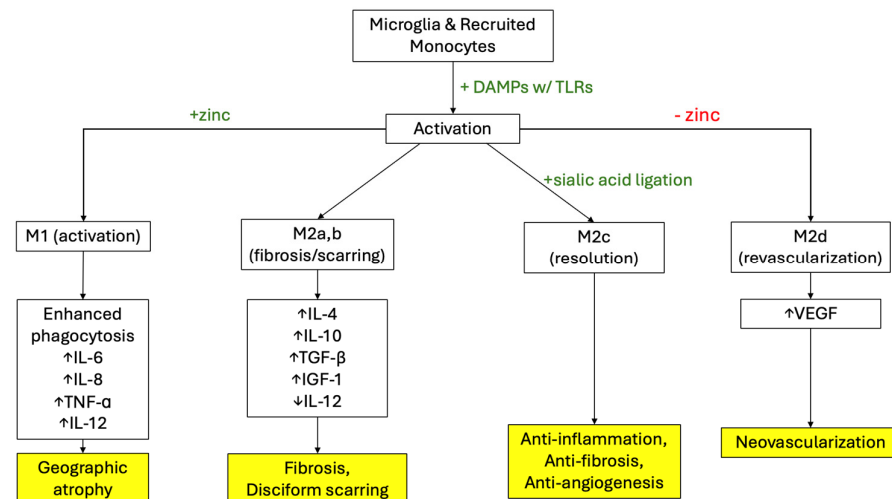 Microglia & Recruited
Monocytes
+ DAMPs w/ TLRs
+zinc
Activation
- zinc
+sialic acid ligation
M1 (activation)
M2a,b
(fibrosis/scarring)
M2c
(resolution)
M2d
(revascularization)
Enhanced
phagocytosis
↑IL-6
↑IL-8
↑TNF-α
↑IL-12
↑IL-4
↑IL-10
↑TGF-β
↑IGF-1
↓IL-12
↑VEGF
Geographic
atrophy
Fibrosis,
Disciform scarring
Anti-inflammation,
Anti-fibrosis,
Anti-angiogenesis
Neovascularization